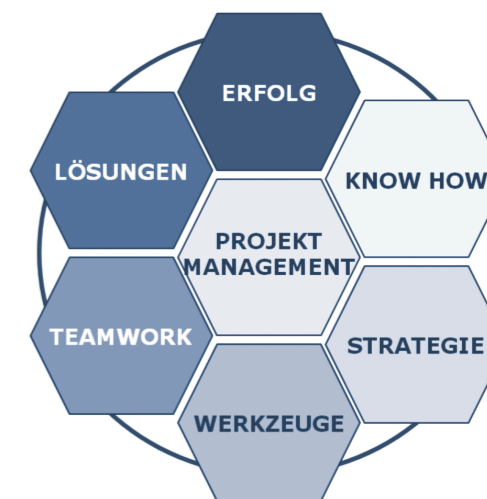 ERFOLG
LÖSUNGEN
KNOW HOW
PROJEKT
MANAGEMENT
TEAMWORK
STRATEGIE
WERKZEUGE